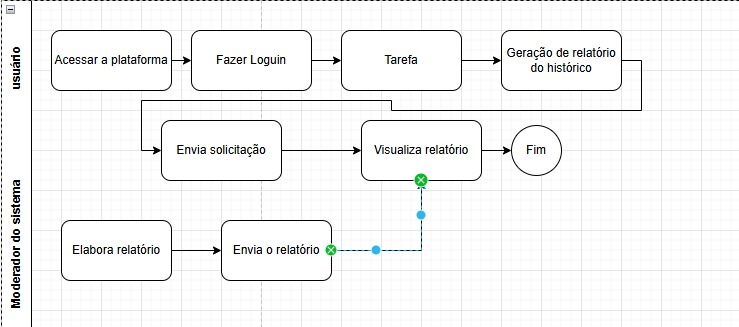 usuário
Acessar a plataforma
Fazer Loguin
Tarefa
Geração de relatório
do histórico
Envia solicitação
Visualiza relatório
Fim
Moderador do sistema
Elabora relatório
Envia o relatório